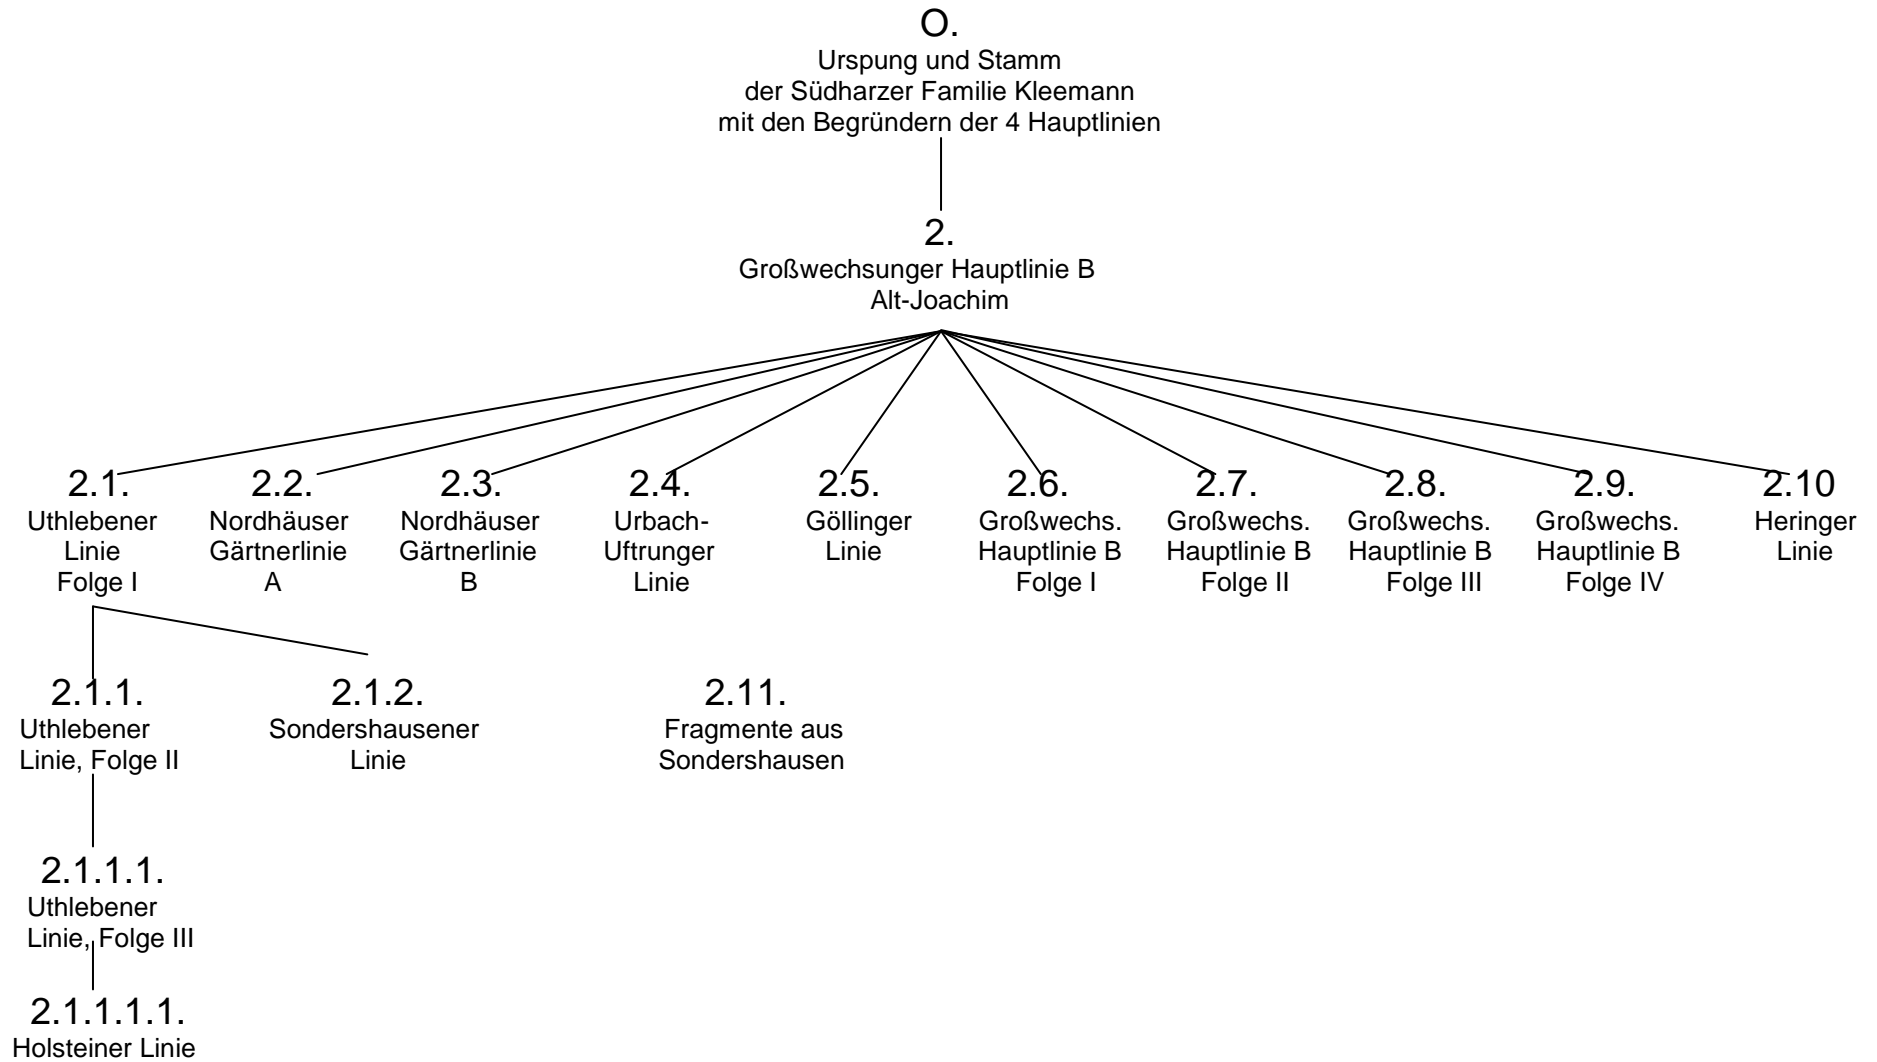 O.
Urspung und Stamm
der Südharzer Familie Kleemann
mit den Begründern der 4 Hauptlinien
2.
Großwechsunger Hauptlinie B
Alt-Joachim
2.1.
Uthlebener
Linie
Folge I
2.2.
Nordhäuser
Gärtnerlinie
A
2.3.
Nordhäuser
Gärtnerlinie
B
2.4.
Urbach-
Uftrunger
Linie
2.5.
Göllinger
Linie
2.6.
Großwechs.
Hauptlinie B
Folge I
2.7.
Großwechs.
Hauptlinie B
Folge II
2.8.
Großwechs.
Hauptlinie B
Folge III
2.9.
Großwechs.
Hauptlinie B
Folge IV
2.10
Heringer
Linie
2.1.1.
Uthlebener
Linie, Folge II
2.1.2.
Sondershausener
Linie
2.11.
Fragmente aus
Sondershausen
2.1.1.1.
Uthlebener
Linie, Folge III
2.1.1.1.1.
Holsteiner Linie